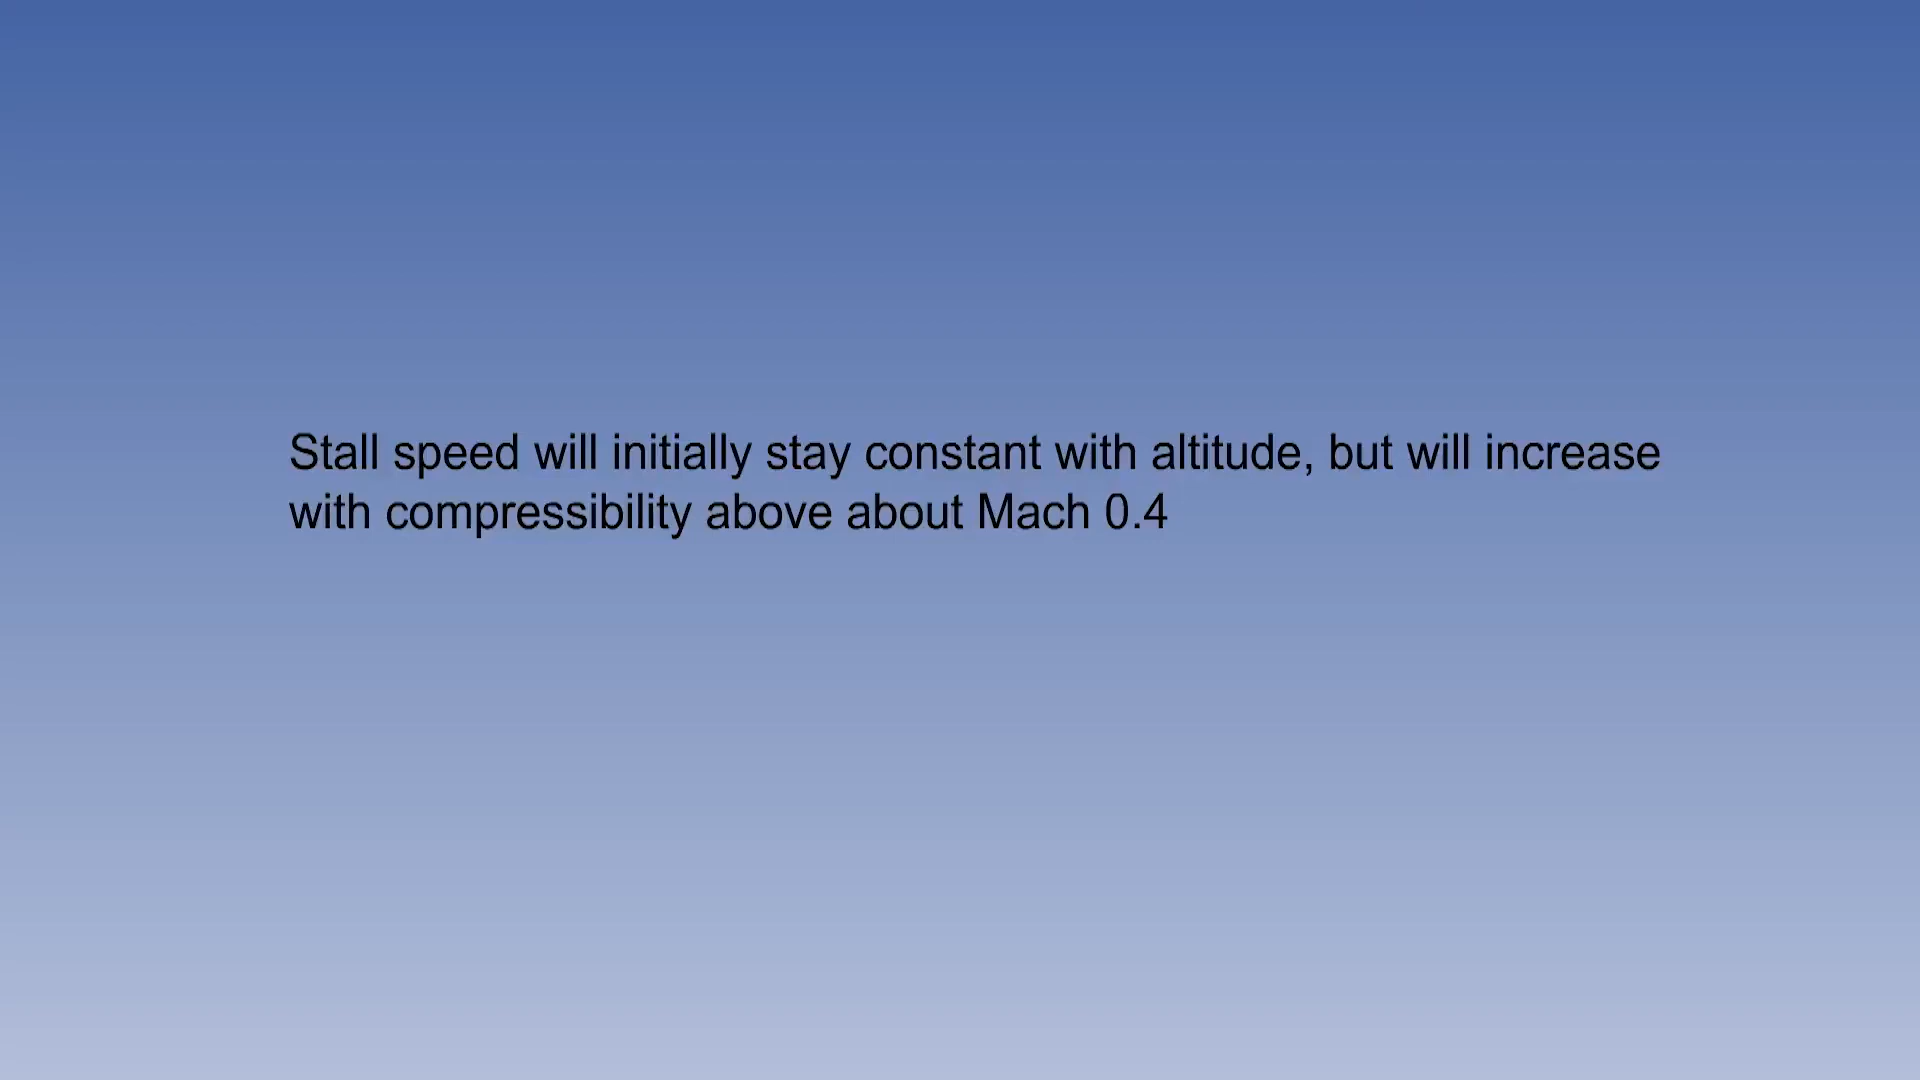 Stall speed will initially stay constant with altitude, but will increase
with compressibility above about Mach 0.4